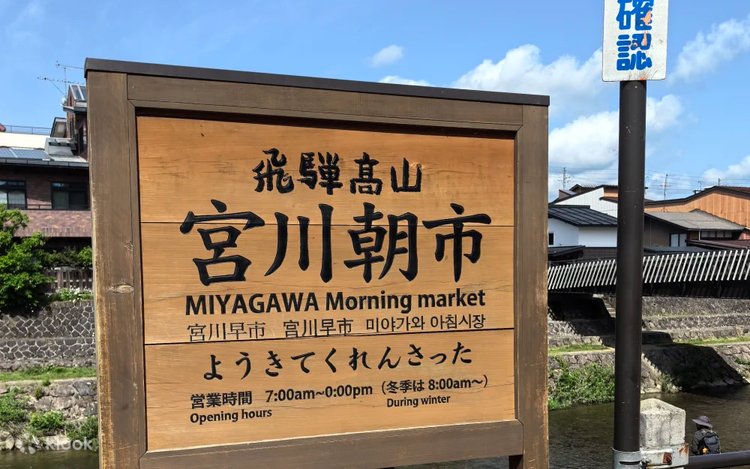 確認
飛騨高山
宮川朝市
MIYAGAWA Morning market
宮川早市 宮川早市 미야가와 아침시장
ようきてくれんさった
営業時間 7:00am~0:00pm(冬季は8:00am~)
Opening hours During winter
klook